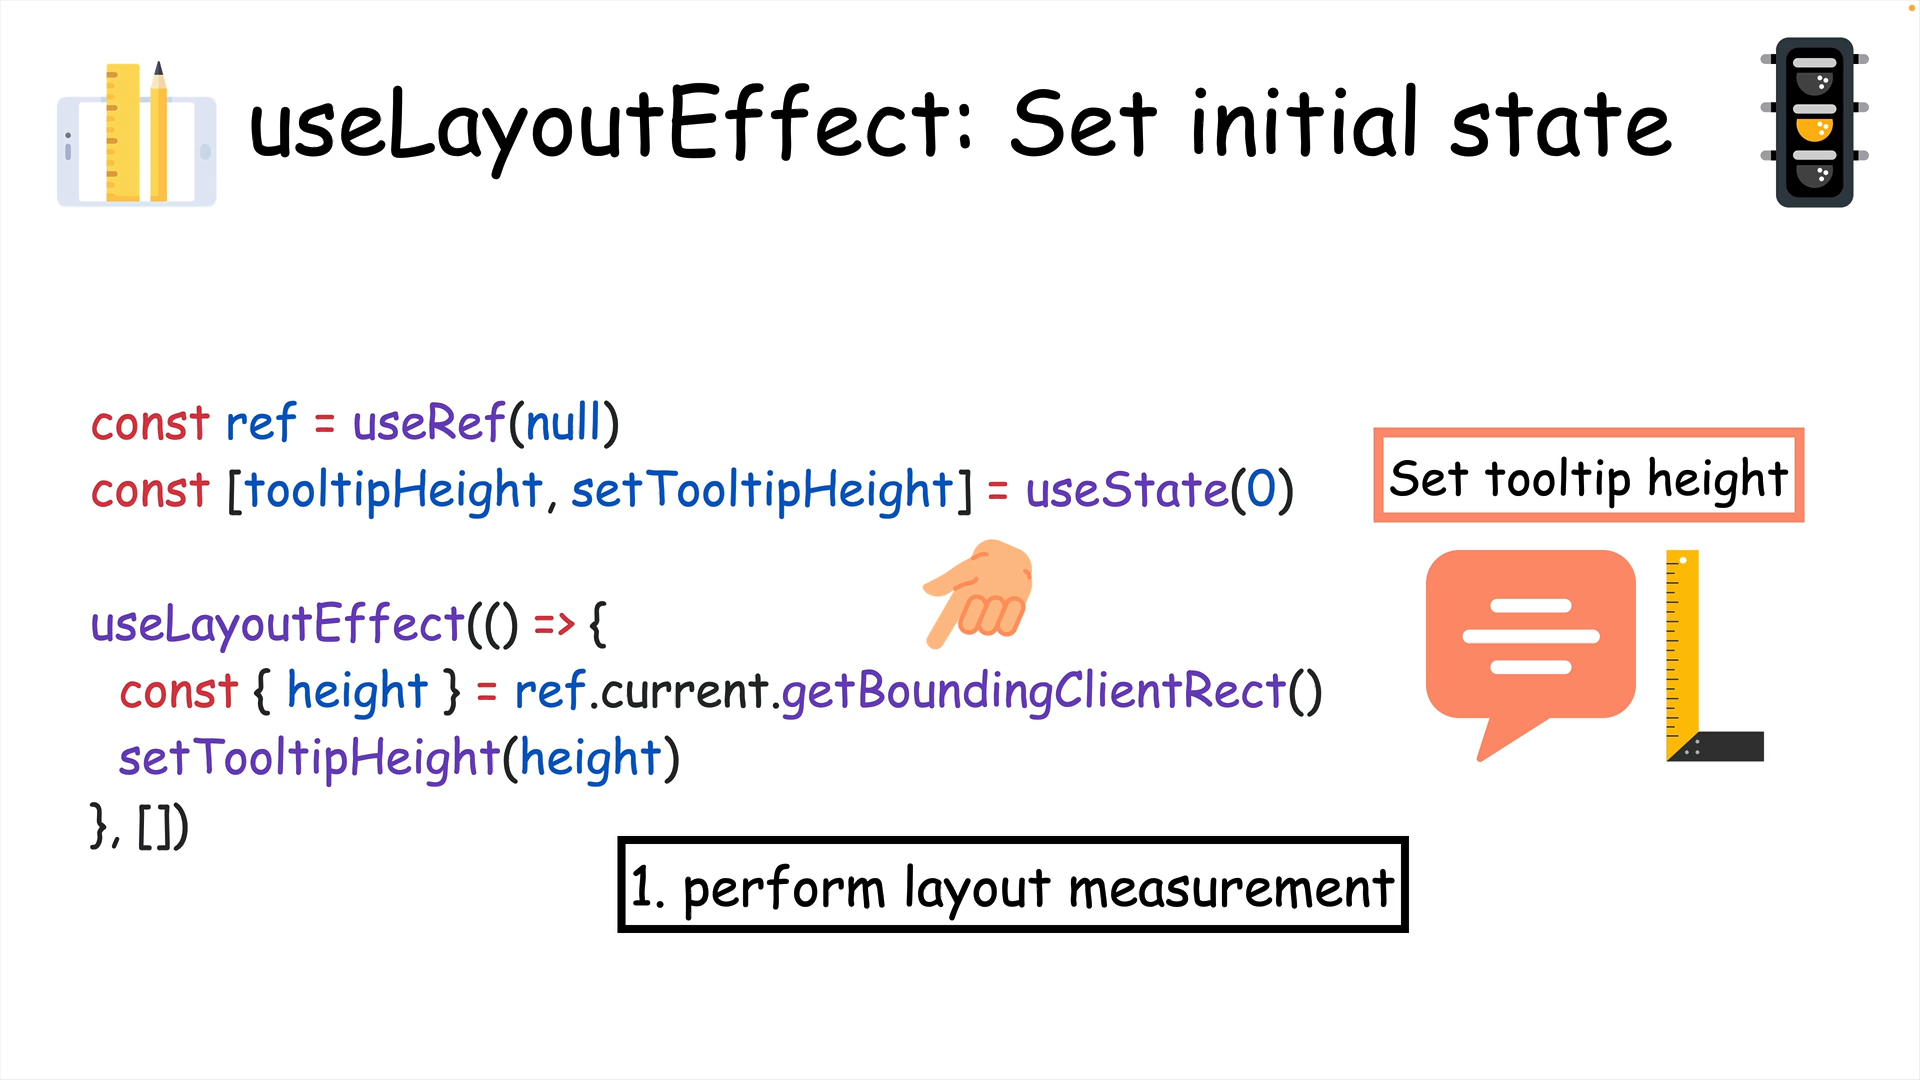 useLayoutEffect: Set initial state
const ref = useRef(null)
const [tooltipHeight, setTooltipHeight] = useState(0)
useLayoutEffect(() => {
const { height } = ref.current.getBoundingClientRect()
setTooltipHeight(height)
}, [])
Set tooltip height
1. perform layout measurement